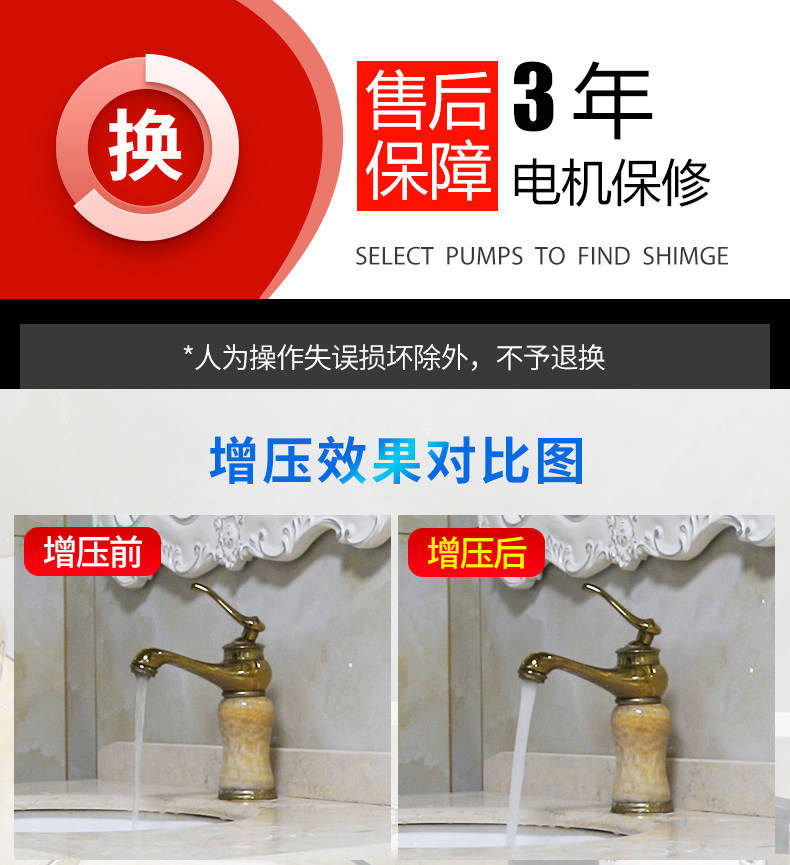 换
售后
保障
3年
电机保修
SELECT PUMPS TO FIND SHIMGE
*人为操作失误损坏除外，不予退换
增压效果对比图
增压前
增压后